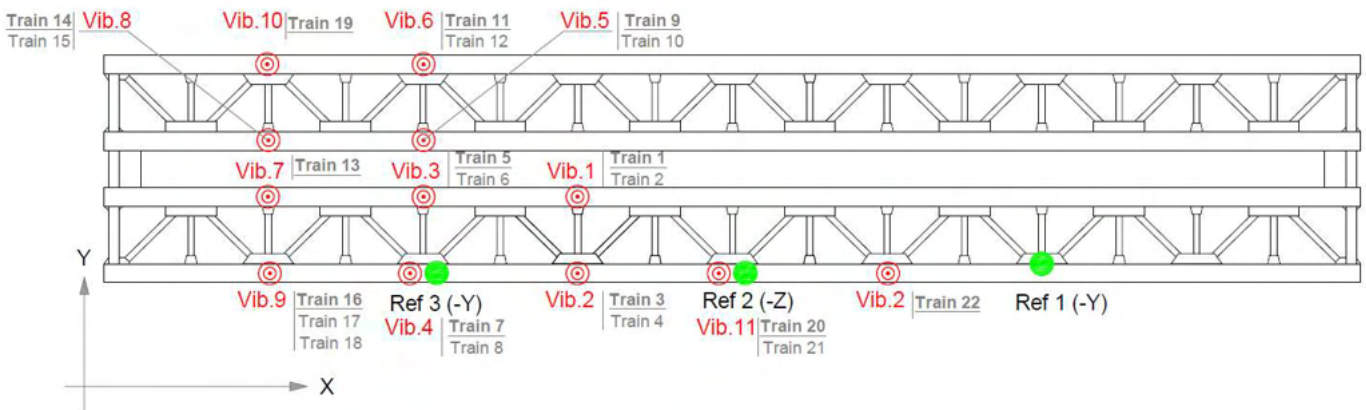 Train 14
Train 15
Vib.8
Vib.10
Train 19
Vib.6
Train 11
Train 12
Vib.5
Train 9
Train 10
Vib.7
Train 13
Vib.3
Train 5
Train 6
Vib.1
Train 1
Train 2
Y
Vib.9
Train 16
Train 17
Train 18
Ref 3 (-Y)
Vib.4
Train 7
Train 8
Vib.2
Train 3
Train 4
Ref 2 (-Z)
Vib.11
Train 20
Train 21
Vib.2
Train 22
Ref 1 (-Y)
X